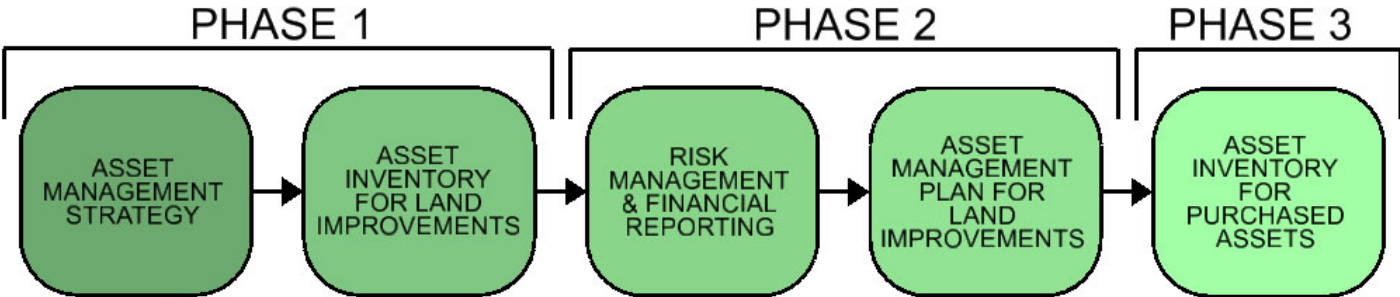 PHASE 1
PHASE 2
PHASE 3
ASSET
MANAGEMENT
STRATEGY
ASSET
INVENTORY
FOR LAND
IMPROVEMENTS
RISK
MANAGEMENT
& FINANCIAL
REPORTING
ASSET
MANAGEMENT
PLAN FOR
LAND
IMPROVEMENTS
ASSET
INVENTORY
FOR
PURCHASED
ASSETS